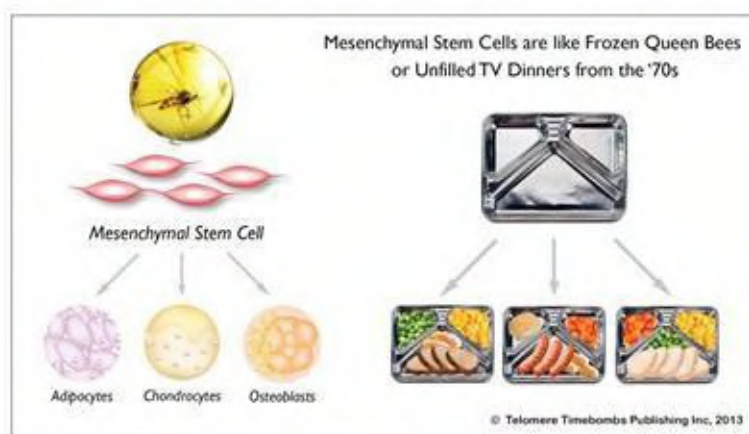 Mesenchymal Stem Cells are like Frozen Queen Bees
or Unfilled TV Dinners from the '70s
Mesenchymal Stem Cell
Adipocytes
Chondrocytes
Osteoblasts
© Telomere Timebombs Publishing Inc, 2013